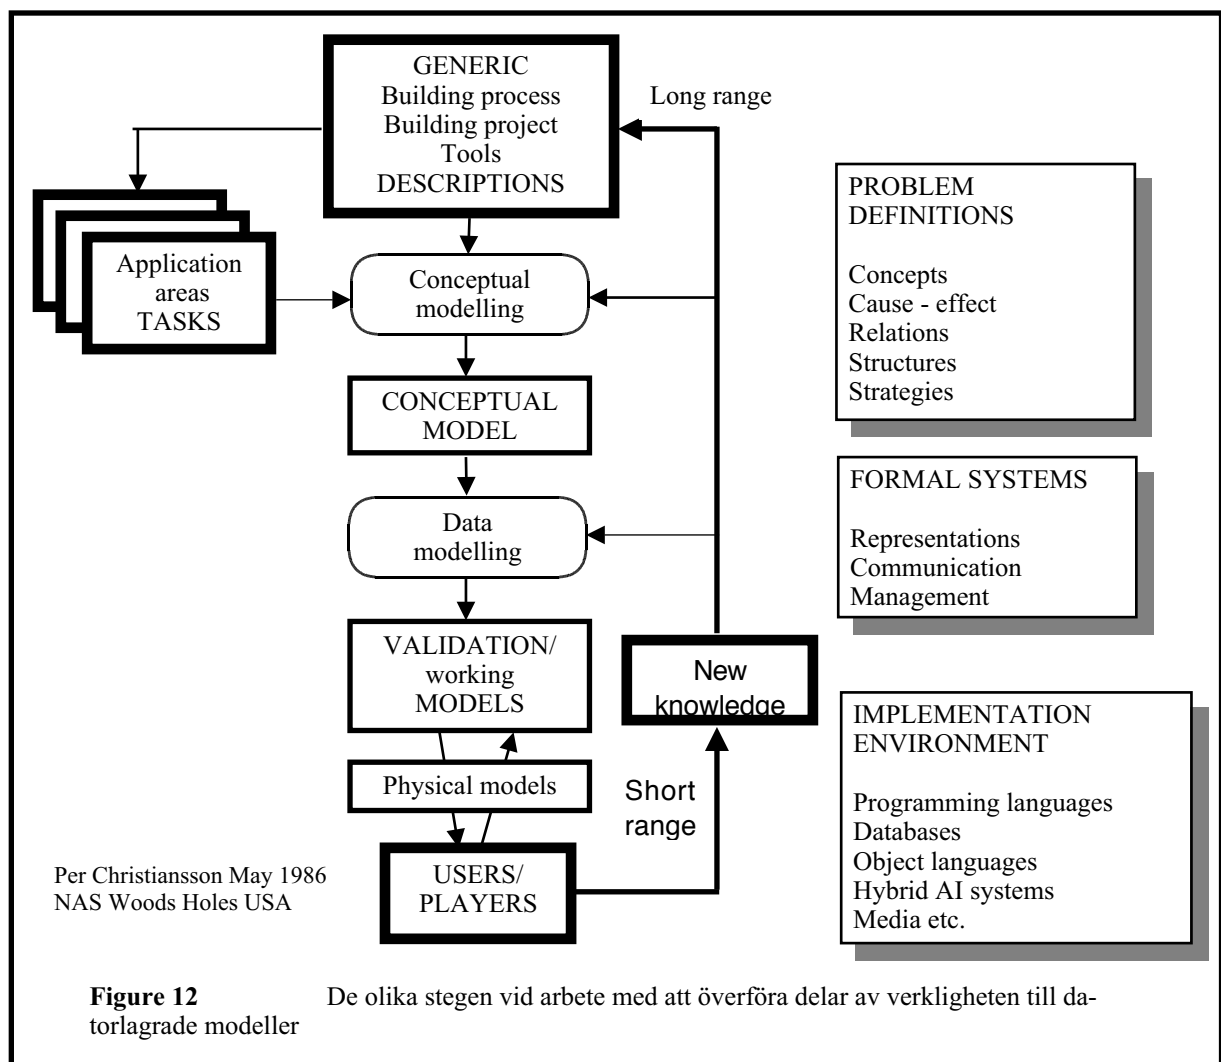 GENERIC
Building process
Building project
Tools
DESCRIPTIONS
Long range
Application
areas
TASKS
Conceptual
modelling
CONCEPTUAL
MODEL
Data
modelling
VALIDATION/
working
MODELS
New
knowledge
Physical models
Short
range
USERS/
PLAYERS
Per Christiansson May 1986
NAS Woods Holes USA
PROBLEM
DEFINITIONS
Concepts
Cause - effect
Relations
Structures
Strategies
FORMAL SYSTEMS
Representations
Communication
Management
IMPLEMENTATION
ENVIRONMENT
Programming languages
Databases
Object languages
Hybrid AI systems
Media etc.
Figure 12 De olika stegen vid arbete med att överföra delar av verkligheten till da-
torlagrade modeller